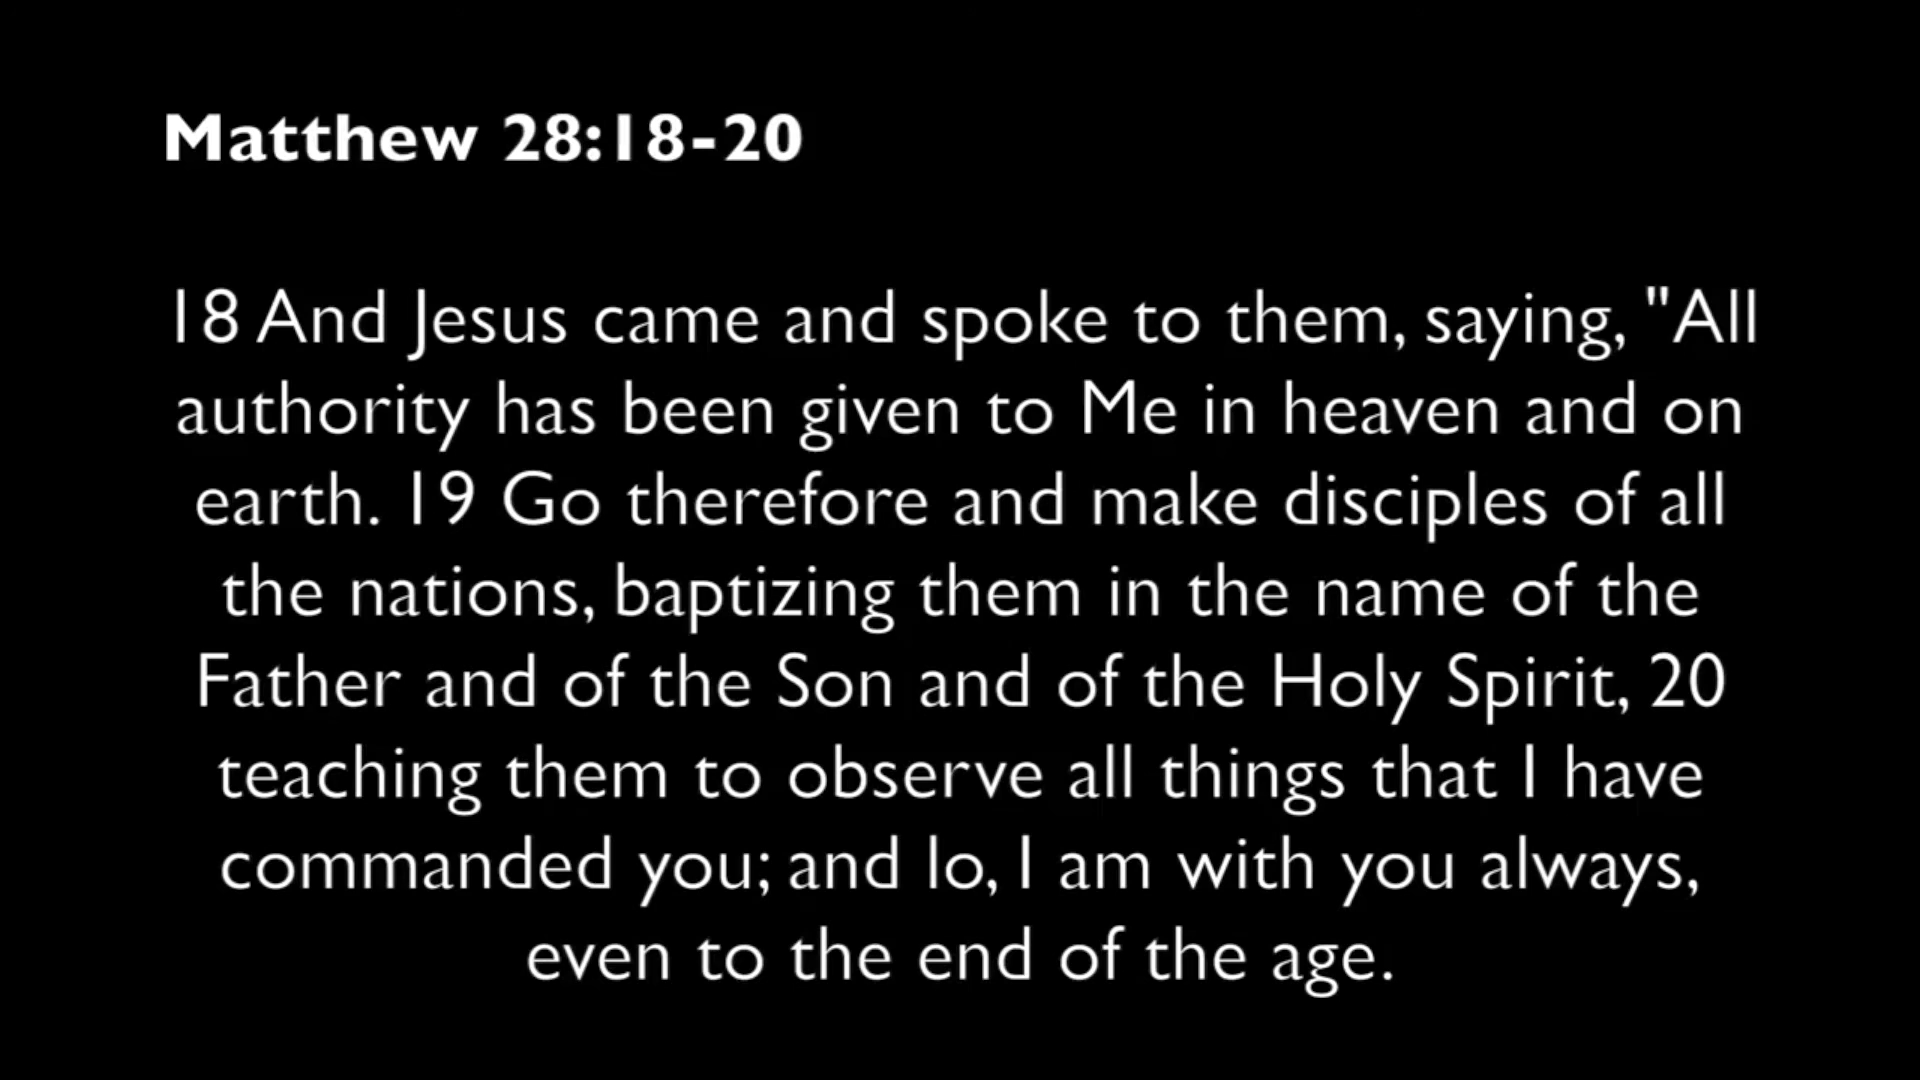 Matthew 28:18-20
18 And Jesus came and spoke to them, saying, "All
authority has been given to Me in heaven and on
earth. 19 Go therefore and make disciples of all
the nations, baptizing them in the name of the
Father and of the Son and of the Holy Spirit, 20
teaching them to observe all things that I have
commanded you; and lo, I am with you always,
even to the end of the age.